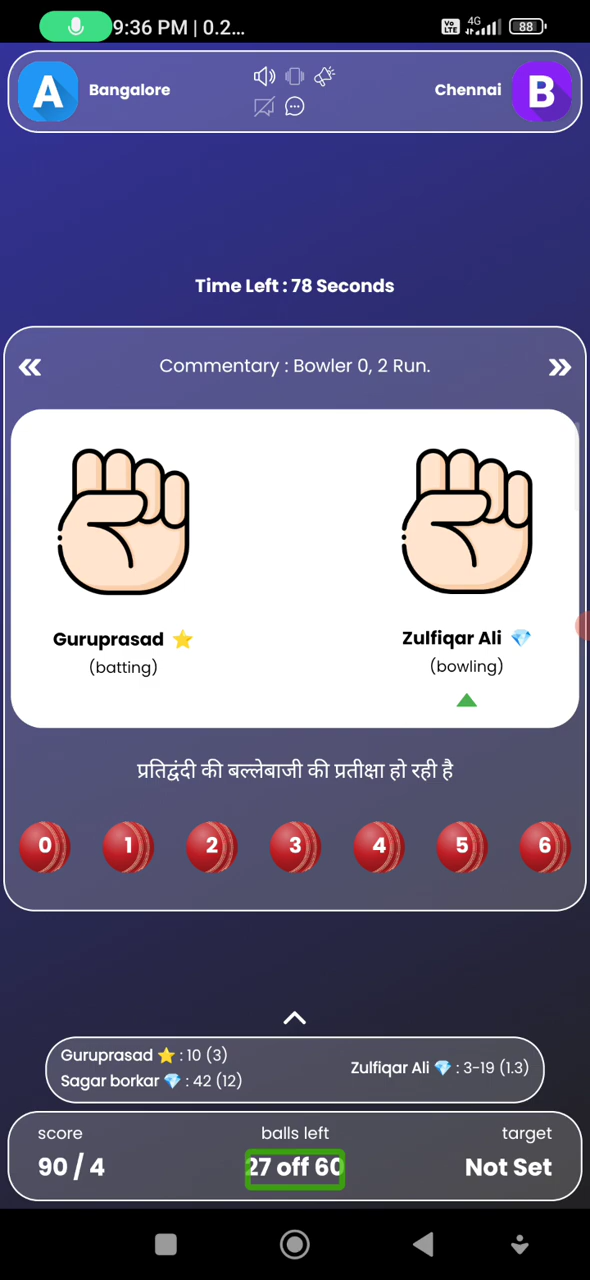 9:36 PM | 0.2...
Vo LTE 4G 88
A Bangalore Chennai B
Time Left : 78 Seconds
Commentary : Bowler 0, 2 Run.
Guruprasad ⭐ Zulfiqar Ali 💎
(batting) (bowling)
प्रतिद्वंदी की बल्लेबाजी की प्रतीक्षा हो रही है
0 1 2 3 4 5 6
Guruprasad ⭐ : 10 (3)
Sagar borkar 💎 : 42 (12)
Zulfiqar Ali 💎 : 3-19 (1.3)
score balls left target
90 / 4 27 off 60 Not Set